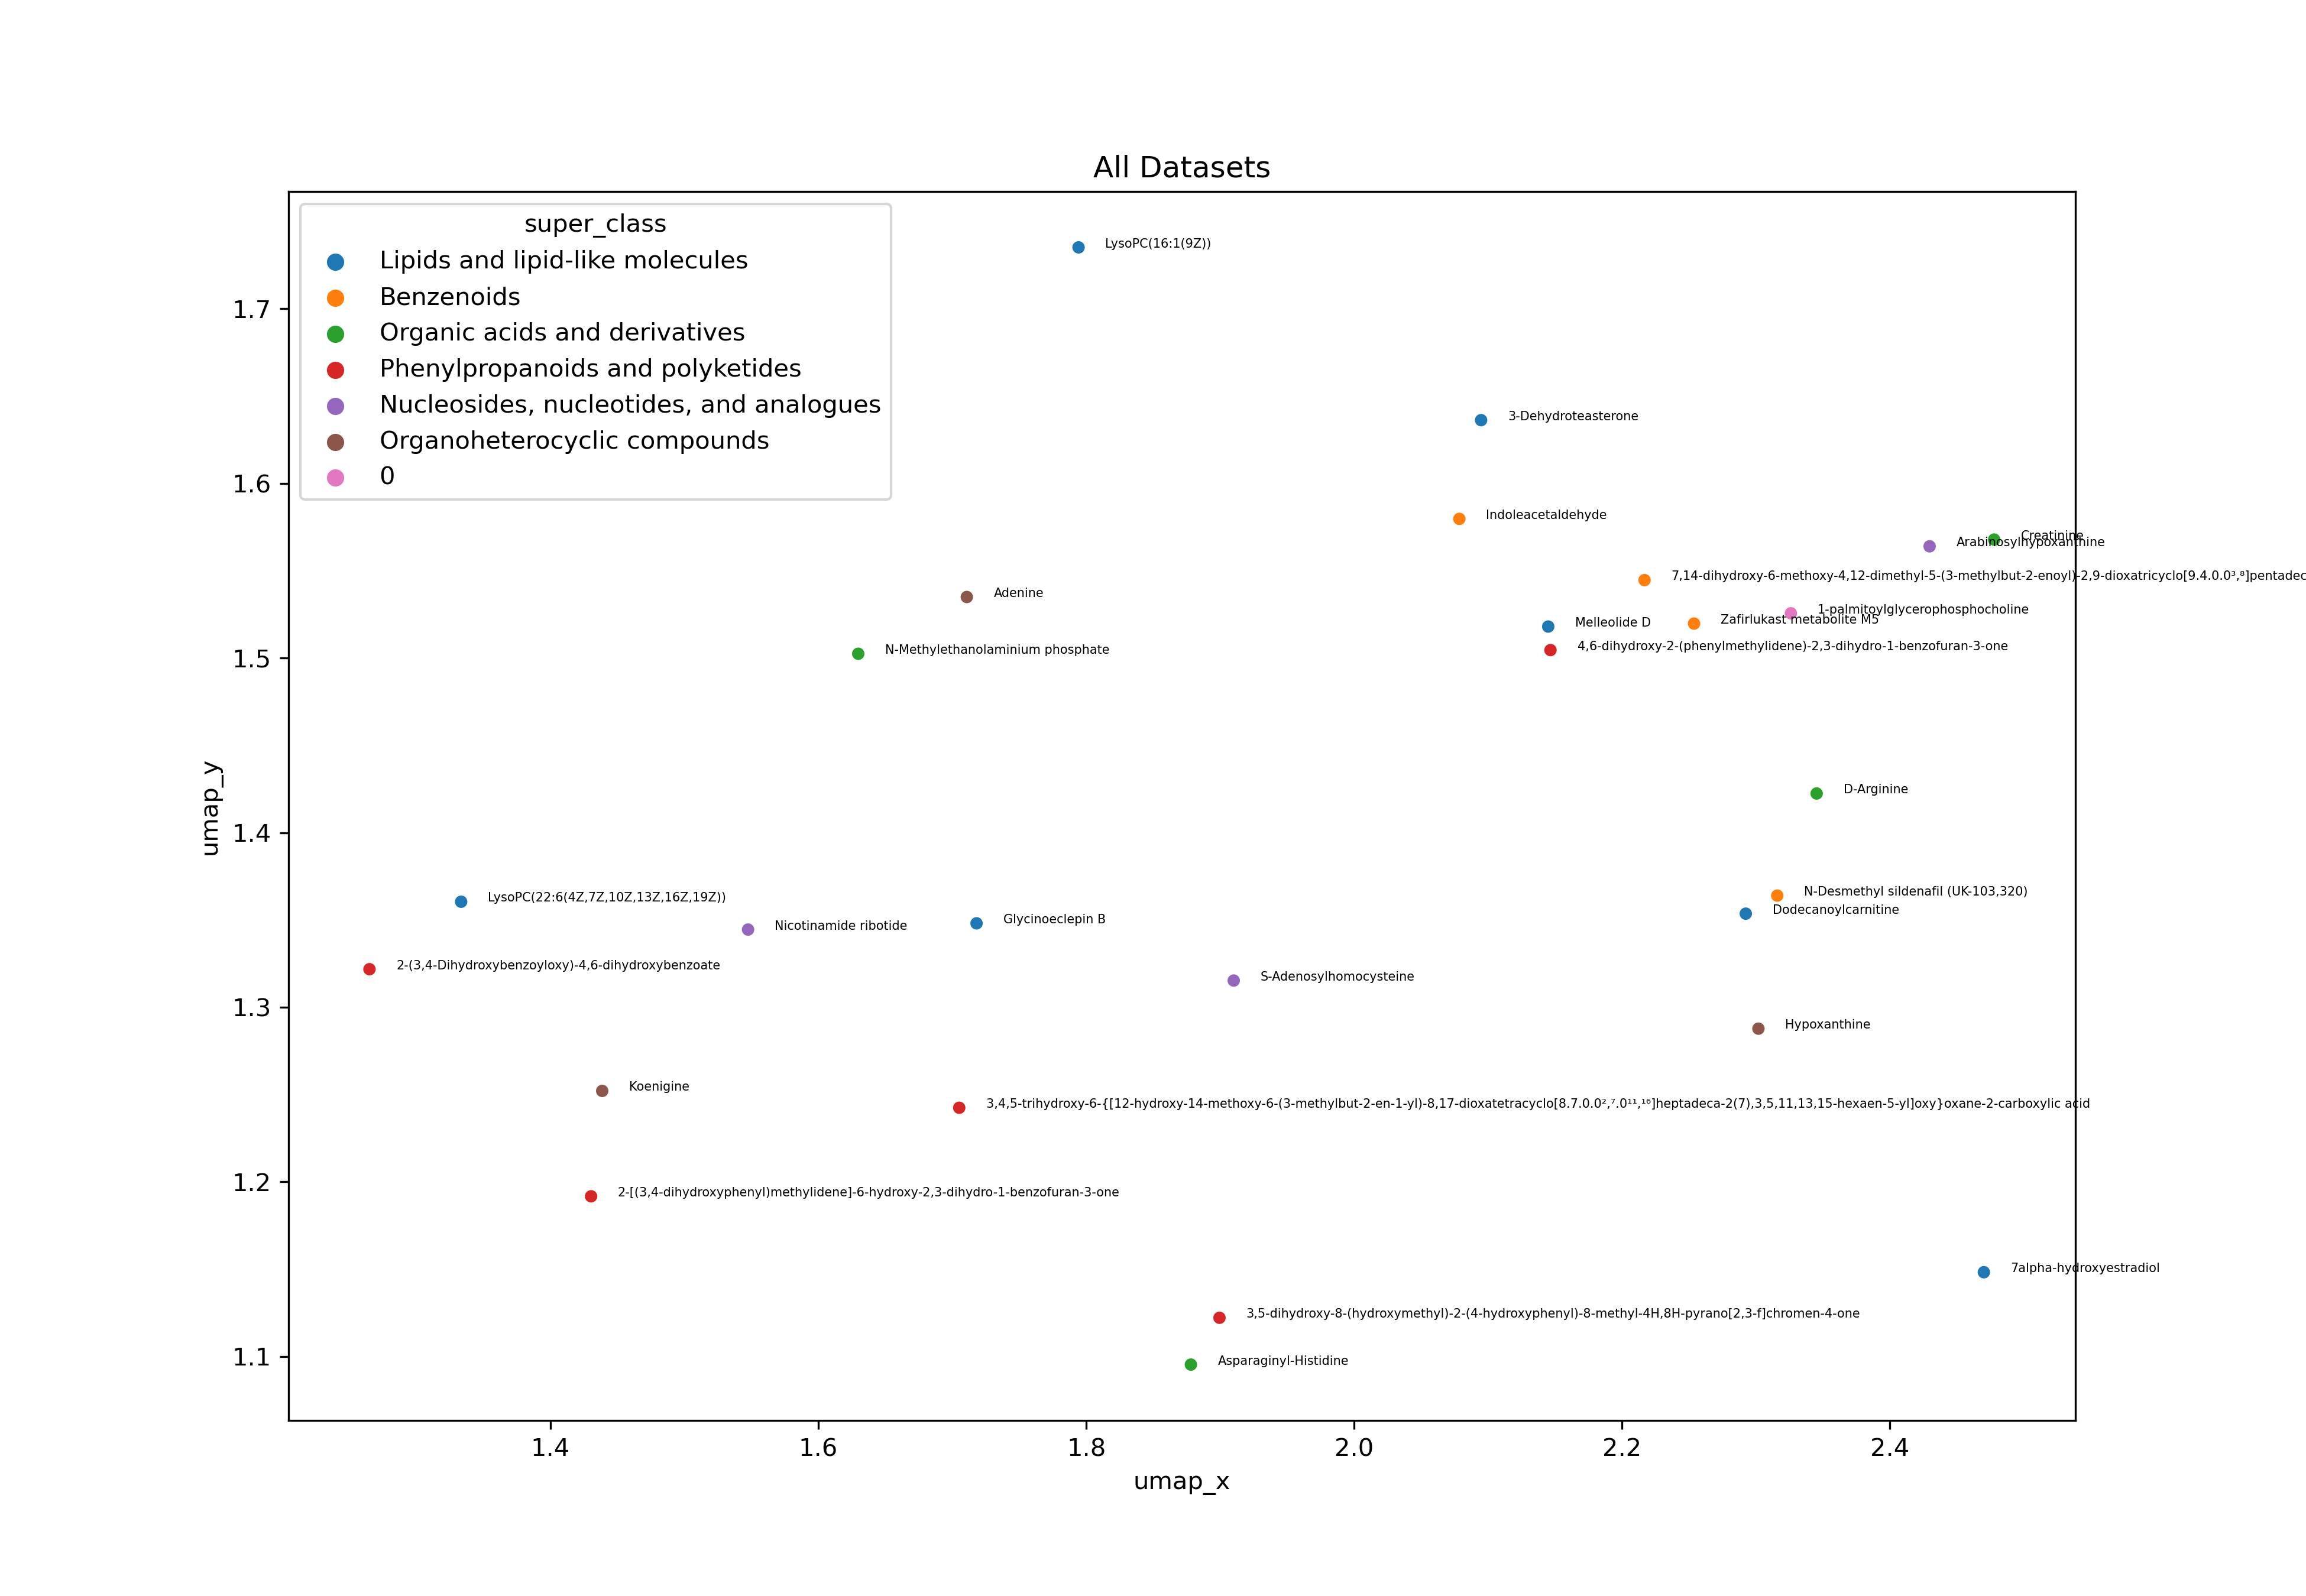 All Datasets
super_class
Lipids and lipid-like molecules
Benzenoids
Organic acids and derivatives
Phenylpropanoids and polyketides
Nucleosides, nucleotides, and analogues
Organoheterocyclic compounds
0
LysoPC(16:1(9Z))
3-Dehydroteasterone
Indoleacetaldehyde
Creatinine
Arabinosylhypoxanthine
7,14-dihydroxy-6-methoxy-4,12-dimethyl-5-(3-methylbut-2-enoyl)-2,9-dioxatricyclo[9.4.0.0³,⁸]pentadec
Adenine
1-palmitoylglycerophosphocholine
Zafirlukast metabolite M5
Melleolide D
4,6-dihydroxy-2-(phenylmethylidene)-2,3-dihydro-1-benzofuran-3-one
N-Methylethanolaminium phosphate
D-Arginine
N-Desmethyl sildenafil (UK-103,320)
Dodecanoylcarnitine
LysoPC(22:6(4Z,7Z,10Z,13Z,16Z,19Z))
Nicotinamide ribotide
Glycinoeclepin B
2-(3,4-Dihydroxybenzoyloxy)-4,6-dihydroxybenzoate
S-Adenosylhomocysteine
Hypoxanthine
Koenigine
3,4,5-trihydroxy-6-{[12-hydroxy-14-methoxy-6-(3-methylbut-2-en-1-yl)-8,17-dioxatetracyclo[8.7.0.0²,⁷.0¹¹,¹⁶]heptadeca-2(7),3,5,11,13,15-hexaen-5-yl]oxy}oxane-2-carboxylic acid
2-[(3,4-dihydroxyphenyl)methylidene]-6-hydroxy-2,3-dihydro-1-benzofuran-3-one
7alpha-hydroxyestradiol
3,5-dihydroxy-8-(hydroxymethyl)-2-(4-hydroxyphenyl)-8-methyl-4H,8H-pyrano[2,3-f]chromen-4-one
Asparaginyl-Histidine
1.7
1.6
1.5
1.4
1.3
1.2
1.1
umap_y
1.4
1.6
1.8
2.0
2.2
2.4
umap_x